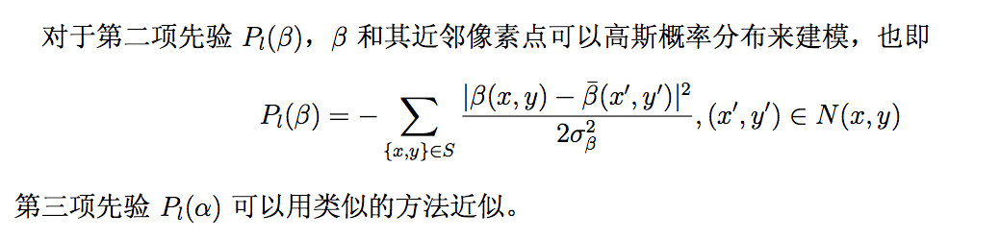 对于第二项先验 $P_l(\beta)$，$\beta$ 和其近邻像素点可以高斯概率分布来建模，也即
$$P_l(\beta) = -\sum_{\{x,y\}\in S} \frac{|\beta(x,y) - \bar{\beta}(x',y')|^2}{2\sigma_\beta^2}, (x',y') \in N(x,y)$$
第三项先验 $P_l(\alpha)$ 可以用类似的方法近似。